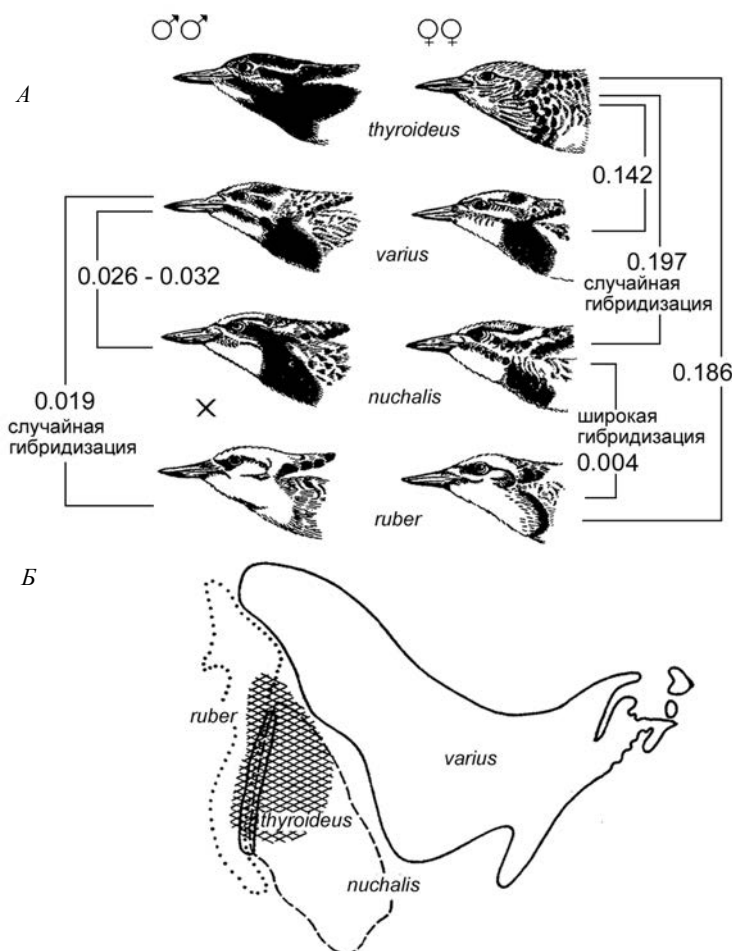 ♂♂ ♀♀
А
thyroideus
0.142
varius
0.026 - 0.032
0.197
случайная
гибридизация
nuchalis
0.186
0.019
случайная
гибридизация
×
широкая
гибридизация
0.004
ruber
Б
ruber
varius
thyroideus
nuchalis